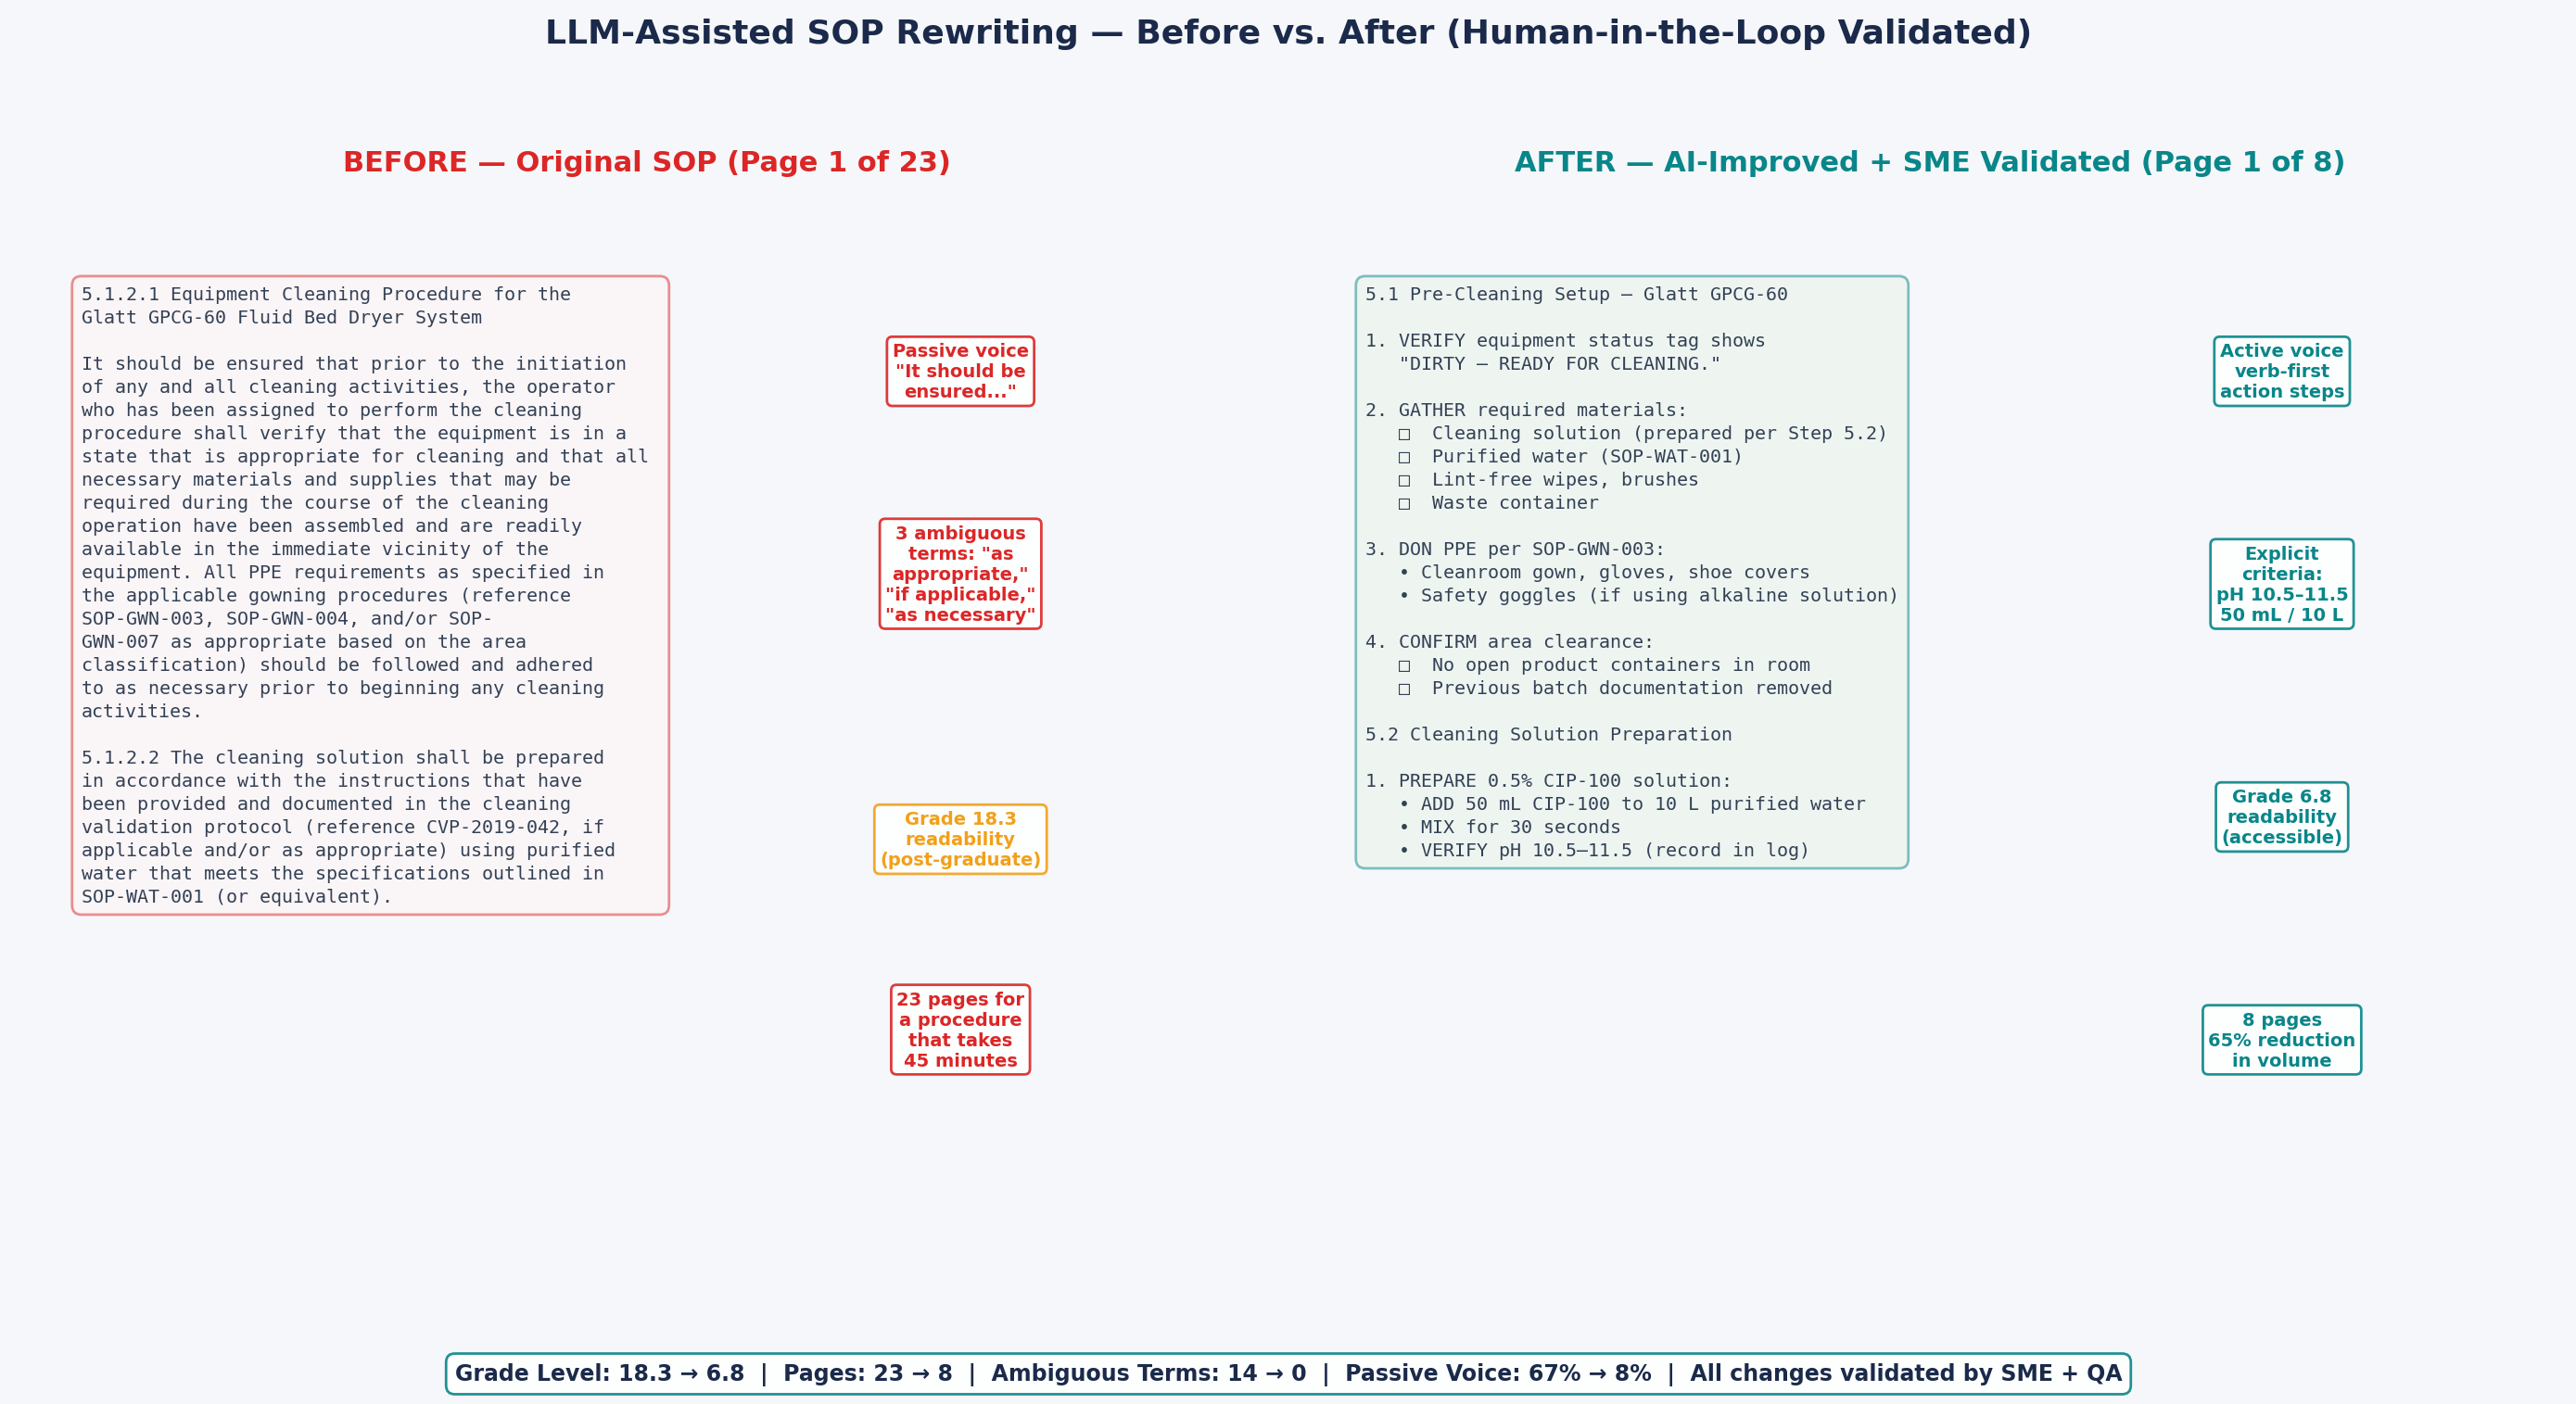 LLM-Assisted SOP Rewriting — Before vs. After (Human-in-the-Loop Validated)
BEFORE — Original SOP (Page 1 of 23)
5.1.2.1 Equipment Cleaning Procedure for the
Glatt GPCG-60 Fluid Bed Dryer System
It should be ensured that prior to the initiation
of any and all cleaning activities, the operator
who has been assigned to perform the cleaning
procedure shall verify that the equipment is in a
state that is appropriate for cleaning and that all
necessary materials and supplies that may be
required during the course of the cleaning
operation have been assembled and are readily
available in the immediate vicinity of the
equipment. All PPE requirements as specified in
the applicable gowning procedures (reference
SOP-GWN-003, SOP-GWN-004, and/or SOP-
GWN-007 as appropriate based on the area
classification) should be followed and adhered
to as necessary prior to beginning any cleaning
activities.
5.1.2.2 The cleaning solution shall be prepared
in accordance with the instructions that have
been provided and documented in the cleaning
validation protocol (reference CVP-2019-042, if
applicable and/or as appropriate) using purified
water that meets the specifications outlined in
SOP-WAT-001 (or equivalent).
Passive voice
"It should be
ensured..."
3 ambiguous
terms: "as
appropriate,"
"if applicable,"
"as necessary"
Grade 18.3
readability
(post-graduate)
23 pages for
a procedure
that takes
45 minutes
AFTER — AI-Improved + SME Validated (Page 1 of 8)
5.1 Pre-Cleaning Setup — Glatt GPCG-60
1. VERIFY equipment status tag shows
"DIRTY — READY FOR CLEANING."
2. GATHER required materials:
□ Cleaning solution (prepared per Step 5.2)
□ Purified water (SOP-WAT-001)
□ Lint-free wipes, brushes
□ Waste container
3. DON PPE per SOP-GWN-003:
• Cleanroom gown, gloves, shoe covers
• Safety goggles (if using alkaline solution)
4. CONFIRM area clearance:
□ No open product containers in room
□ Previous batch documentation removed
5.2 Cleaning Solution Preparation
1. PREPARE 0.5% CIP-100 solution:
• ADD 50 mL CIP-100 to 10 L purified water
• MIX for 30 seconds
• VERIFY pH 10.5–11.5 (record in log)
Active voice
verb-first
action steps
Explicit
criteria:
pH 10.5–11.5
50 mL / 10 L
Grade 6.8
readability
(accessible)
8 pages
65% reduction
in volume
Grade Level: 18.3 → 6.8 | Pages: 23 → 8 | Ambiguous Terms: 14 → 0 | Passive Voice: 67% → 8% | All changes validated by SME + QA